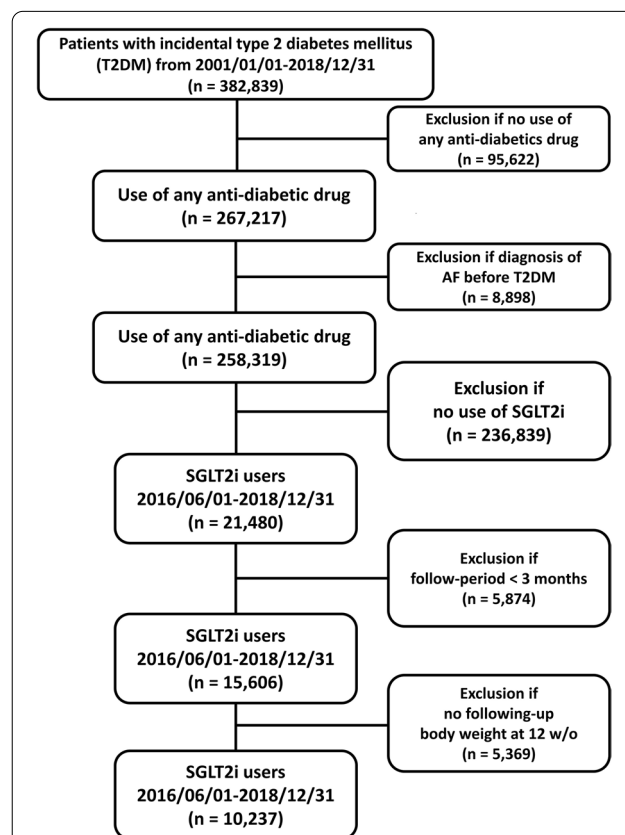 Patients with incidental type 2 diabetes mellitus
(T2DM) from 2001/01/01-2018/12/31
(n = 382,839)
Exclusion if no use of
any anti-diabetics drug
(n = 95,622)
Use of any anti-diabetic drug
(n = 267,217)
Exclusion if diagnosis of
AF before T2DM
(n = 8,898)
Use of any anti-diabetic drug
(n = 258,319)
Exclusion if
no use of SGLT2i
(n = 236,839)
SGLT2i users
2016/06/01-2018/12/31
(n = 21,480)
Exclusion if
follow-period < 3 months
(n = 5,874)
SGLT2i users
2016/06/01-2018/12/31
(n = 15,606)
Exclusion if
no following-up
body weight at 12 w/o
(n = 5,369)
SGLT2i users
2016/06/01-2018/12/31
(n = 10,237)